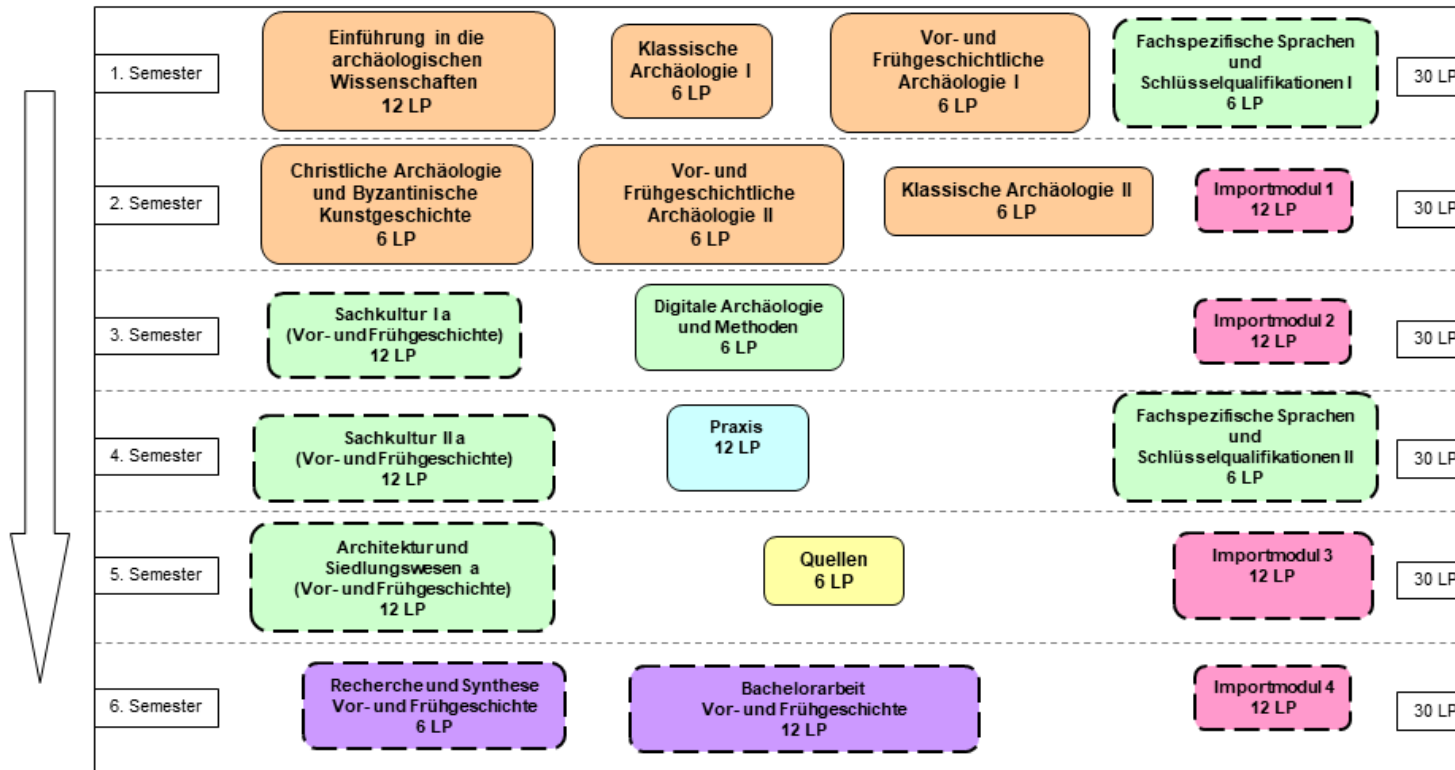 1. Semester
Einführung in die
archäologischen
Wissenschaften
12 LP
Klassische
Archäologie I
6 LP
Vor- und
Frühgeschichtliche
Archäologie I
6 LP
Fachspezifische Sprachen
und
Schlüsselqualifikationen I
6 LP
30 LP
2. Semester
Christliche Archäologie
und Byzantinische
Kunstgeschichte
6 LP
Vor- und
Frühgeschichtliche
Archäologie II
6 LP
Klassische Archäologie II
6 LP
Importmodul 1
12 LP
30 LP
3. Semester
Sachkultur I a
(Vor- und Frühgeschichte)
12 LP
Digitale Archäologie
und Methoden
6 LP
Importmodul 2
12 LP
30 LP
4. Semester
Sachkultur II a
(Vor- und Frühgeschichte)
12 LP
Praxis
12 LP
Fachspezifische Sprachen
und
Schlüsselqualifikationen II
6 LP
30 LP
5. Semester
Architektur und
Siedlungswesen a
(Vor- und Frühgeschichte)
12 LP
Quellen
6 LP
Importmodul 3
12 LP
30 LP
6. Semester
Recherche und Synthese
Vor- und Frühgeschichte
6 LP
Bachelorarbeit
Vor- und Frühgeschichte
12 LP
Importmodul 4
12 LP
30 LP